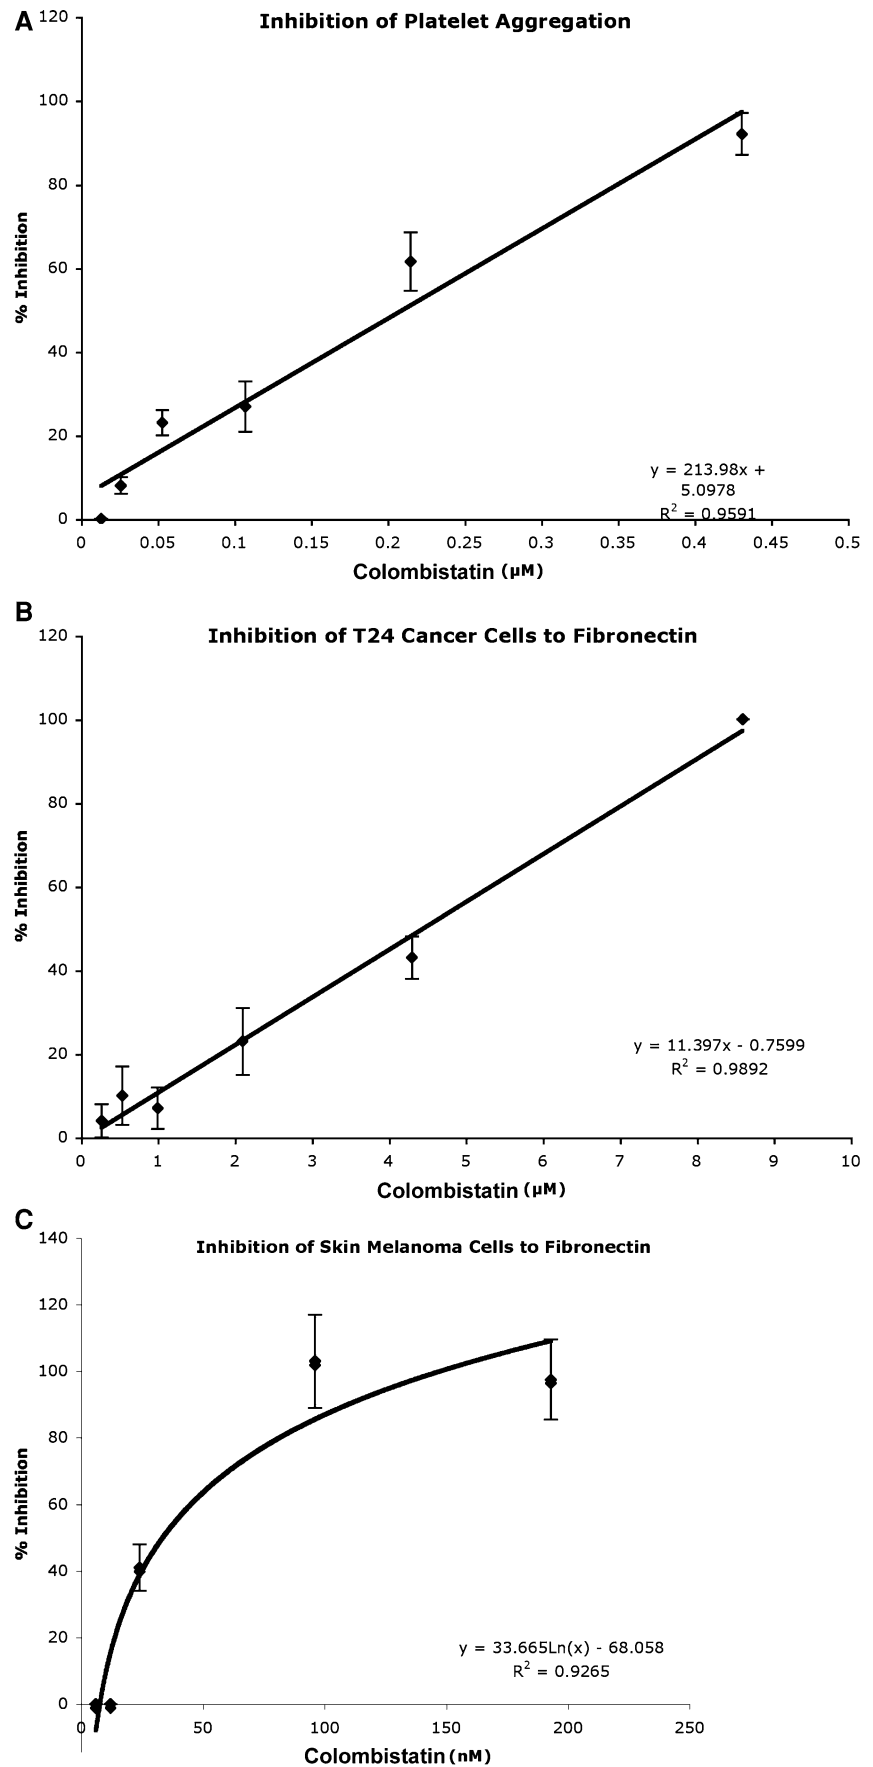 A
Inhibition of Platelet Aggregation
120
100
80
60
40
20
0
% Inhibition
y = 213.98x +
5.0978
R² = 0.9591
0 0.05 0.1 0.15 0.2 0.25 0.3 0.35 0.4 0.45 0.5
Colombistatin (µM)
B
Inhibition of T24 Cancer Cells to Fibronectin
120
100
80
60
40
20
0
% Inhibition
y = 11.397x - 0.7599
R² = 0.9892
0 1 2 3 4 5 6 7 8 9 10
Colombistatin (µM)
C
Inhibition of Skin Melanoma Cells to Fibronectin
140
120
100
80
60
40
20
0
% Inhibition
y = 33.665Ln(x) - 68.058
R² = 0.9265
0 50 100 150 200 250
Colombistatin (nM)